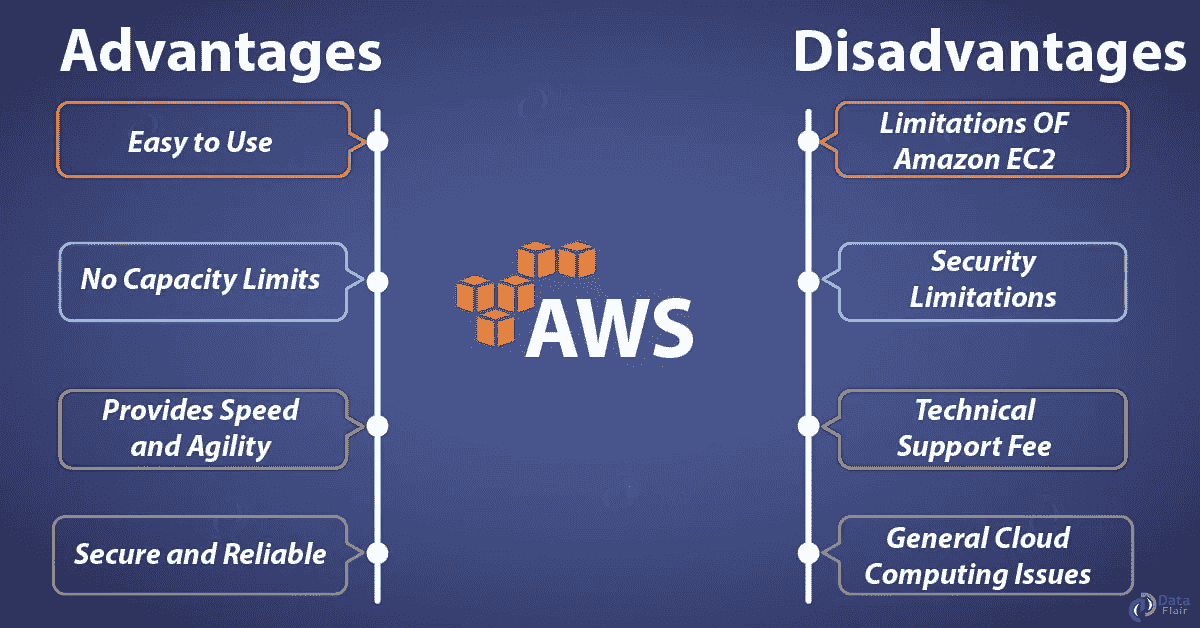 Advantages
Easy to Use
No Capacity Limits
Provides Speed
and Agility
Secure and Reliable
AWS
Disadvantages
Limitations OF
Amazon EC2
Security
Limitations
Technical
Support Fee
General Cloud
Computing Issues
Data
Flair